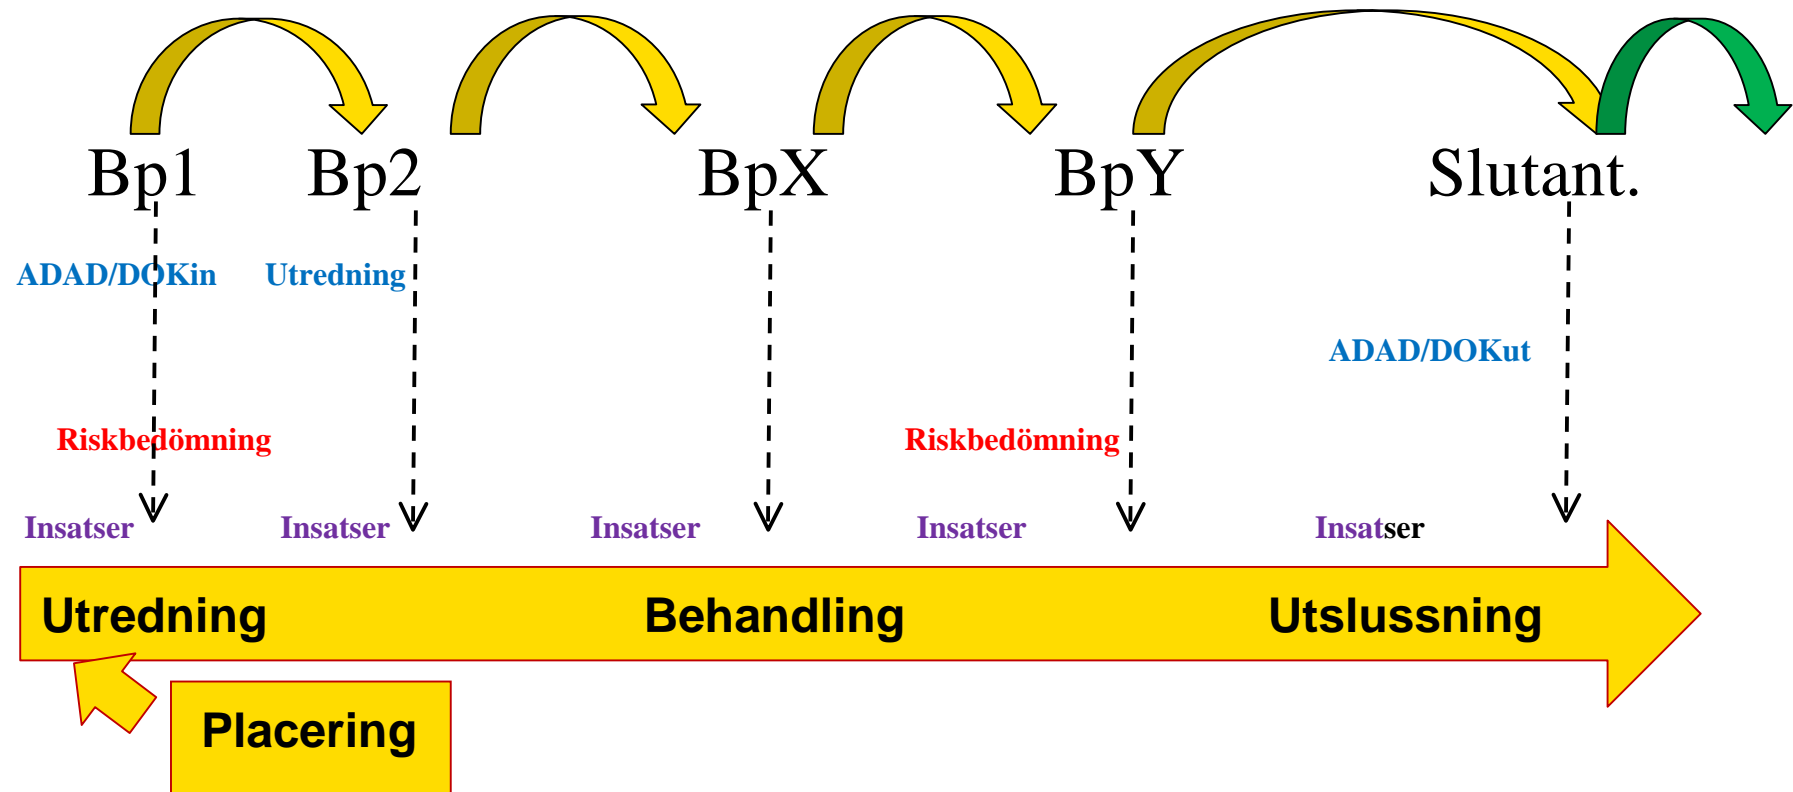 Bp1 Bp2 BpX BpY Slutant.
ADAD/DOKin Utredning
ADAD/DOKut
Riskbedömning Riskbedömning
Insatser Insatser Insatser Insatser Insatser
Utredning Behandling Utslussning
Placering